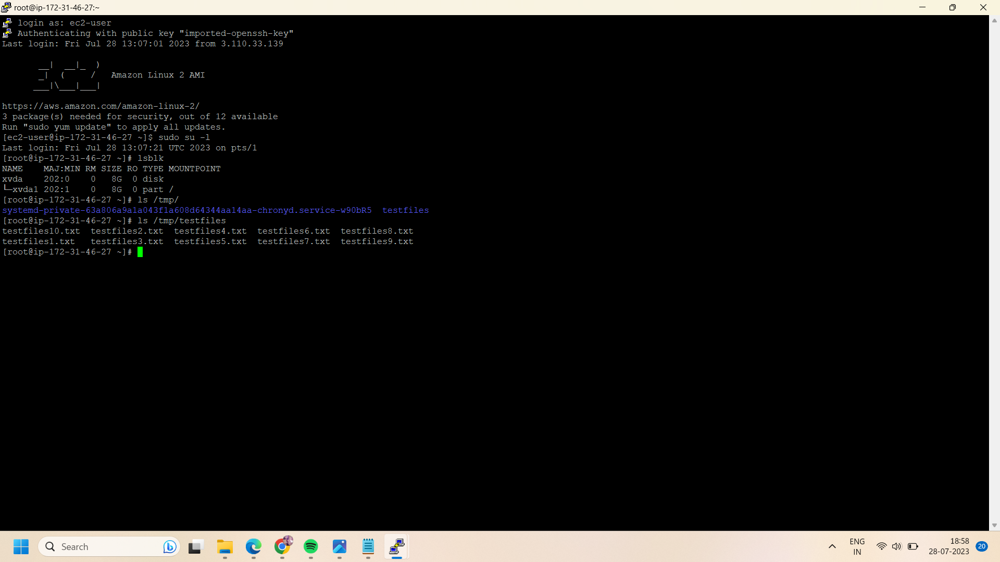 root@ip-172-31-46-27:~
login as: ec2-user
Authenticating with public key "imported-openssh-key"
Last login: Fri Jul 28 13:07:01 2023 from 3.110.33.139
       __|  __|_  )
       _|  (     /   Amazon Linux 2 AMI
      ___|\___|___|
https://aws.amazon.com/amazon-linux-2/
3 package(s) needed for security, out of 12 available
Run "sudo yum update" to apply all updates.
[ec2-user@ip-172-31-46-27 ~]$ sudo su -l
Last login: Fri Jul 28 13:07:21 UTC 2023 on pts/1
[root@ip-172-31-46-27 ~]# lsblk
NAME    MAJ:MIN RM SIZE RO TYPE MOUNTPOINT
xvda    202:0    0   8G  0 disk
└─xvda1 202:1    0   8G  0 part /
[root@ip-172-31-46-27 ~]# ls /tmp/
systemd-private-63a806a9a1a043f1a608d64344aa14aa-chronyd.service-w90bR5  testfiles
[root@ip-172-31-46-27 ~]# ls /tmp/testfiles
testfiles10.txt  testfiles2.txt  testfiles4.txt  testfiles6.txt  testfiles8.txt
testfiles1.txt   testfiles3.txt  testfiles5.txt  testfiles7.txt  testfiles9.txt
[root@ip-172-31-46-27 ~]#
Search
ENG
IN
18:58
28-07-2023
20